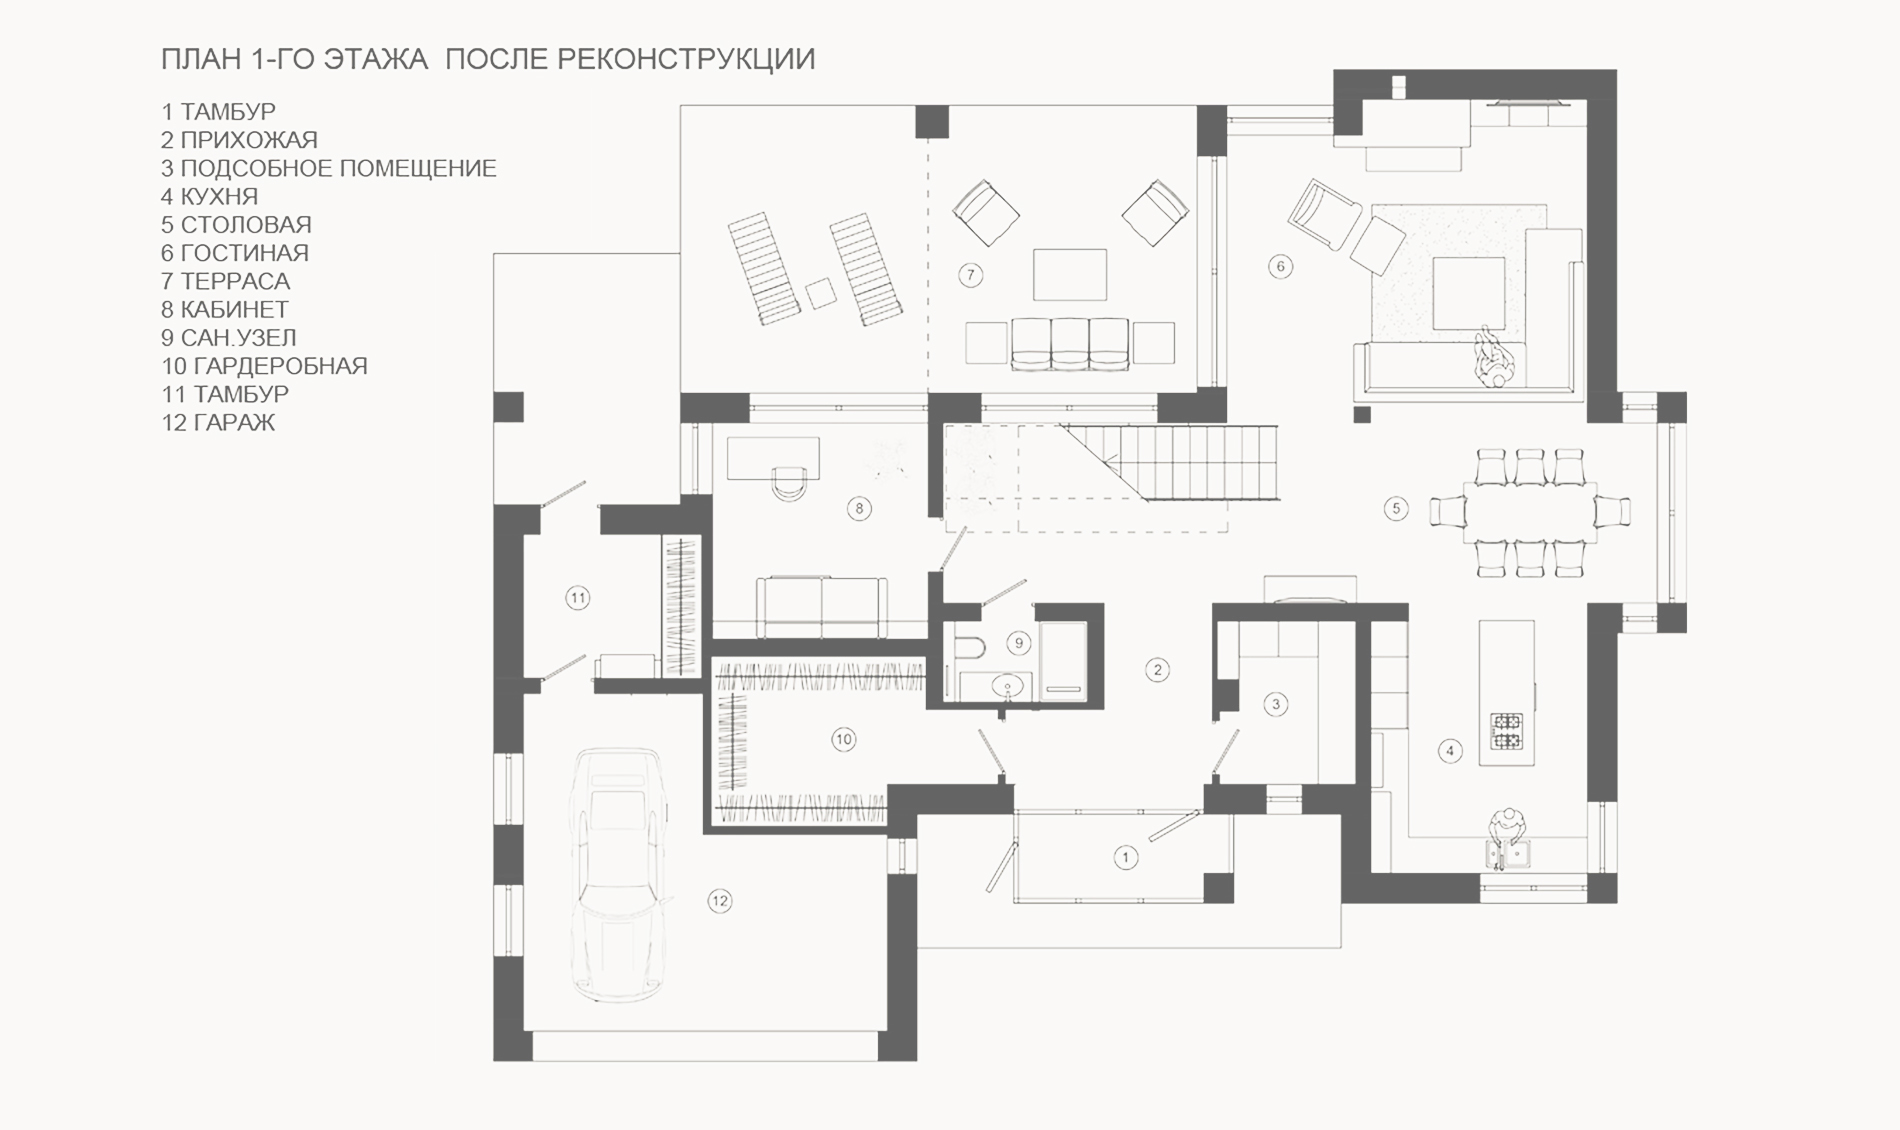 ПЛАН 1-ГО ЭТАЖА ПОСЛЕ РЕКОНСТРУКЦИИ
1 ТАМБУР
2 ПРИХОЖАЯ
3 ПОДСОБНОЕ ПОМЕЩЕНИЕ
4 КУХНЯ
5 СТОЛОВАЯ
6 ГОСТИНАЯ
7 ТЕРРАСА
8 КАБИНЕТ
9 САН.УЗЕЛ
10 ГАРДЕРОБНАЯ
11 ТАМБУР
12 ГАРАЖ
6
7
8
5
11
9
2
3
10
4
1
12